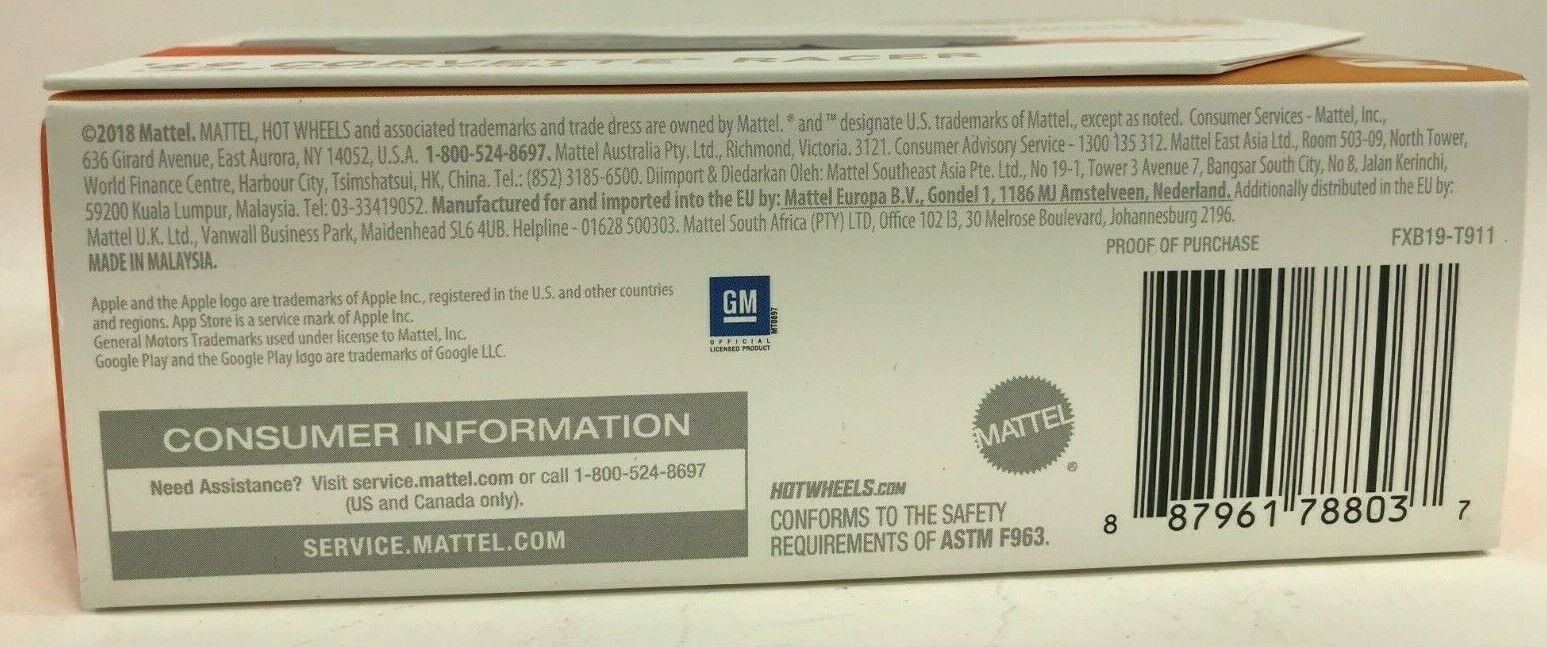 '69 CORVETTE® RACER
©2018 Mattel. MATTEL, HOT WHEELS and associated trademarks and trade dress are owned by Mattel. ® and ™ designate U.S. trademarks of Mattel., except as noted. Consumer Services - Mattel, Inc.,
636 Girard Avenue, East Aurora, NY 14052, U.S.A. 1-800-524-8697. Mattel Australia Pty. Ltd., Richmond, Victoria. 3121. Consumer Advisory Service - 1300 135 312. Mattel East Asia Ltd., Room 503-09, North Tower,
World Finance Centre, Harbour City, Tsimshatsui, HK, China. Tel.: (852) 3185-6500. Diimport & Diedarkan Oleh: Mattel Southeast Asia Pte. Ltd., No 19-1, Tower 3 Avenue 7, Bangsar South City, No 8, Jalan Kerinchi,
59200 Kuala Lumpur, Malaysia. Tel: 03-33419052. Manufactured for and imported into the EU by: Mattel Europa B.V., Gondel 1, 1186 MJ Amstelveen, Nederland. Additionally distributed in the EU by:
Mattel U.K. Ltd., Vanwall Business Park, Maidenhead SL6 4UB. Helpline - 01628 500303. Mattel South Africa (PTY) LTD, Office 102 I3, 30 Melrose Boulevard, Johannesburg 2196.
MADE IN MALAYSIA.
PROOF OF PURCHASE
FXB19-T911
Apple and the Apple logo are trademarks of Apple Inc., registered in the U.S. and other countries
and regions. App Store is a service mark of Apple Inc.
General Motors Trademarks used under license to Mattel, Inc.
Google Play and the Google Play logo are trademarks of Google LLC.
GM
OFFICIAL
LICENSED PRODUCT
MT0897
CONSUMER INFORMATION
Need Assistance? Visit service.mattel.com or call 1-800-524-8697
(US and Canada only).
SERVICE.MATTEL.COM
MATTEL®
HOTWHEELS.COM
CONFORMS TO THE SAFETY
REQUIREMENTS OF ASTM F963.
8 87961 78803 7